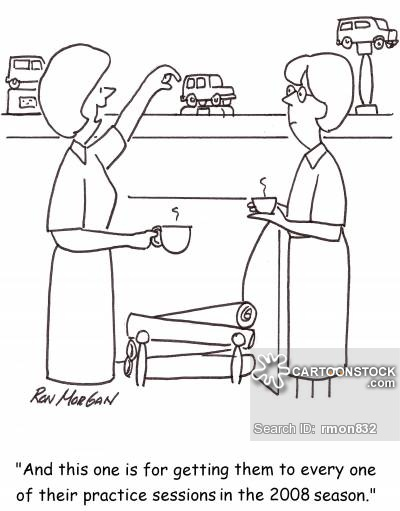 CARTOONSTOCK
.com
Search ID: rmon832
RON MORGAN
"And this one is for getting them to every one
of their practice sessions in the 2008 season."